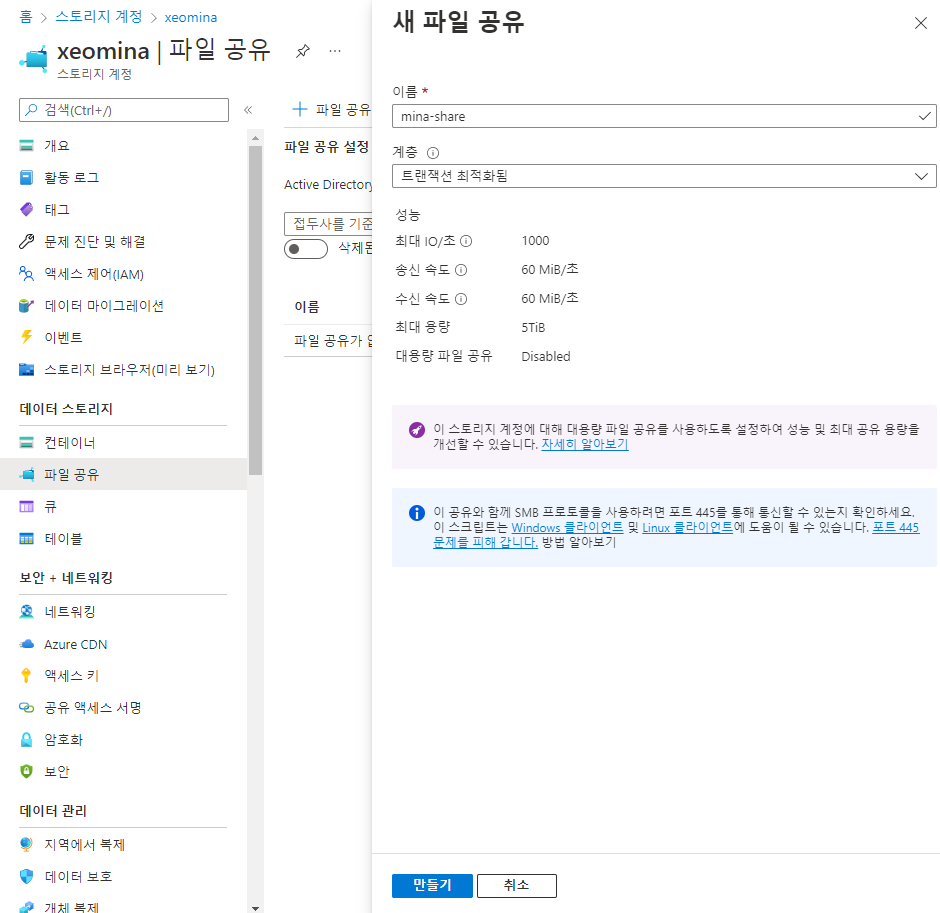 홈 > 스토리지 계정 > xeomina
xeomina | 파일 공유
스토리지 계정
검색(Ctrl+/)
개요
활동 로그
태그
문제 진단 및 해결
액세스 제어(IAM)
데이터 마이그레이션
이벤트
스토리지 브라우저(미리 보기)
데이터 스토리지
컨테이너
파일 공유
큐
테이블
보안 + 네트워킹
네트워킹
Azure CDN
액세스 키
공유 액세스 서명
암호화
보안
데이터 관리
지역에서 복제
데이터 보호
개체 복제
+ 파일 공유
파일 공유 설정
Active Directory
접두사를 기준
삭제된
이름
파일 공유가
새 파일 공유
이름 *
mina-share
계층
트랜잭션 최적화됨
성능
최대 IO/초 1000
송신 속도 60 MiB/초
수신 속도 60 MiB/초
최대 용량 5TiB
대용량 파일 공유 Disabled
이 스토리지 계정에 대해 대용량 파일 공유를 사용하도록 설정하여 성능 및 최대 공유 용량을
개선할 수 있습니다. 자세히 알아보기
이 공유와 함께 SMB 프로토콜을 사용하려면 포트 445를 통해 통신할 수 있는지 확인하세요.
이 스크립트는 Windows 클라이언트 및 Linux 클라이언트에 도움이 될 수 있습니다. 포트 445
문제를 피해 갑니다. 방법 알아보기
만들기
취소